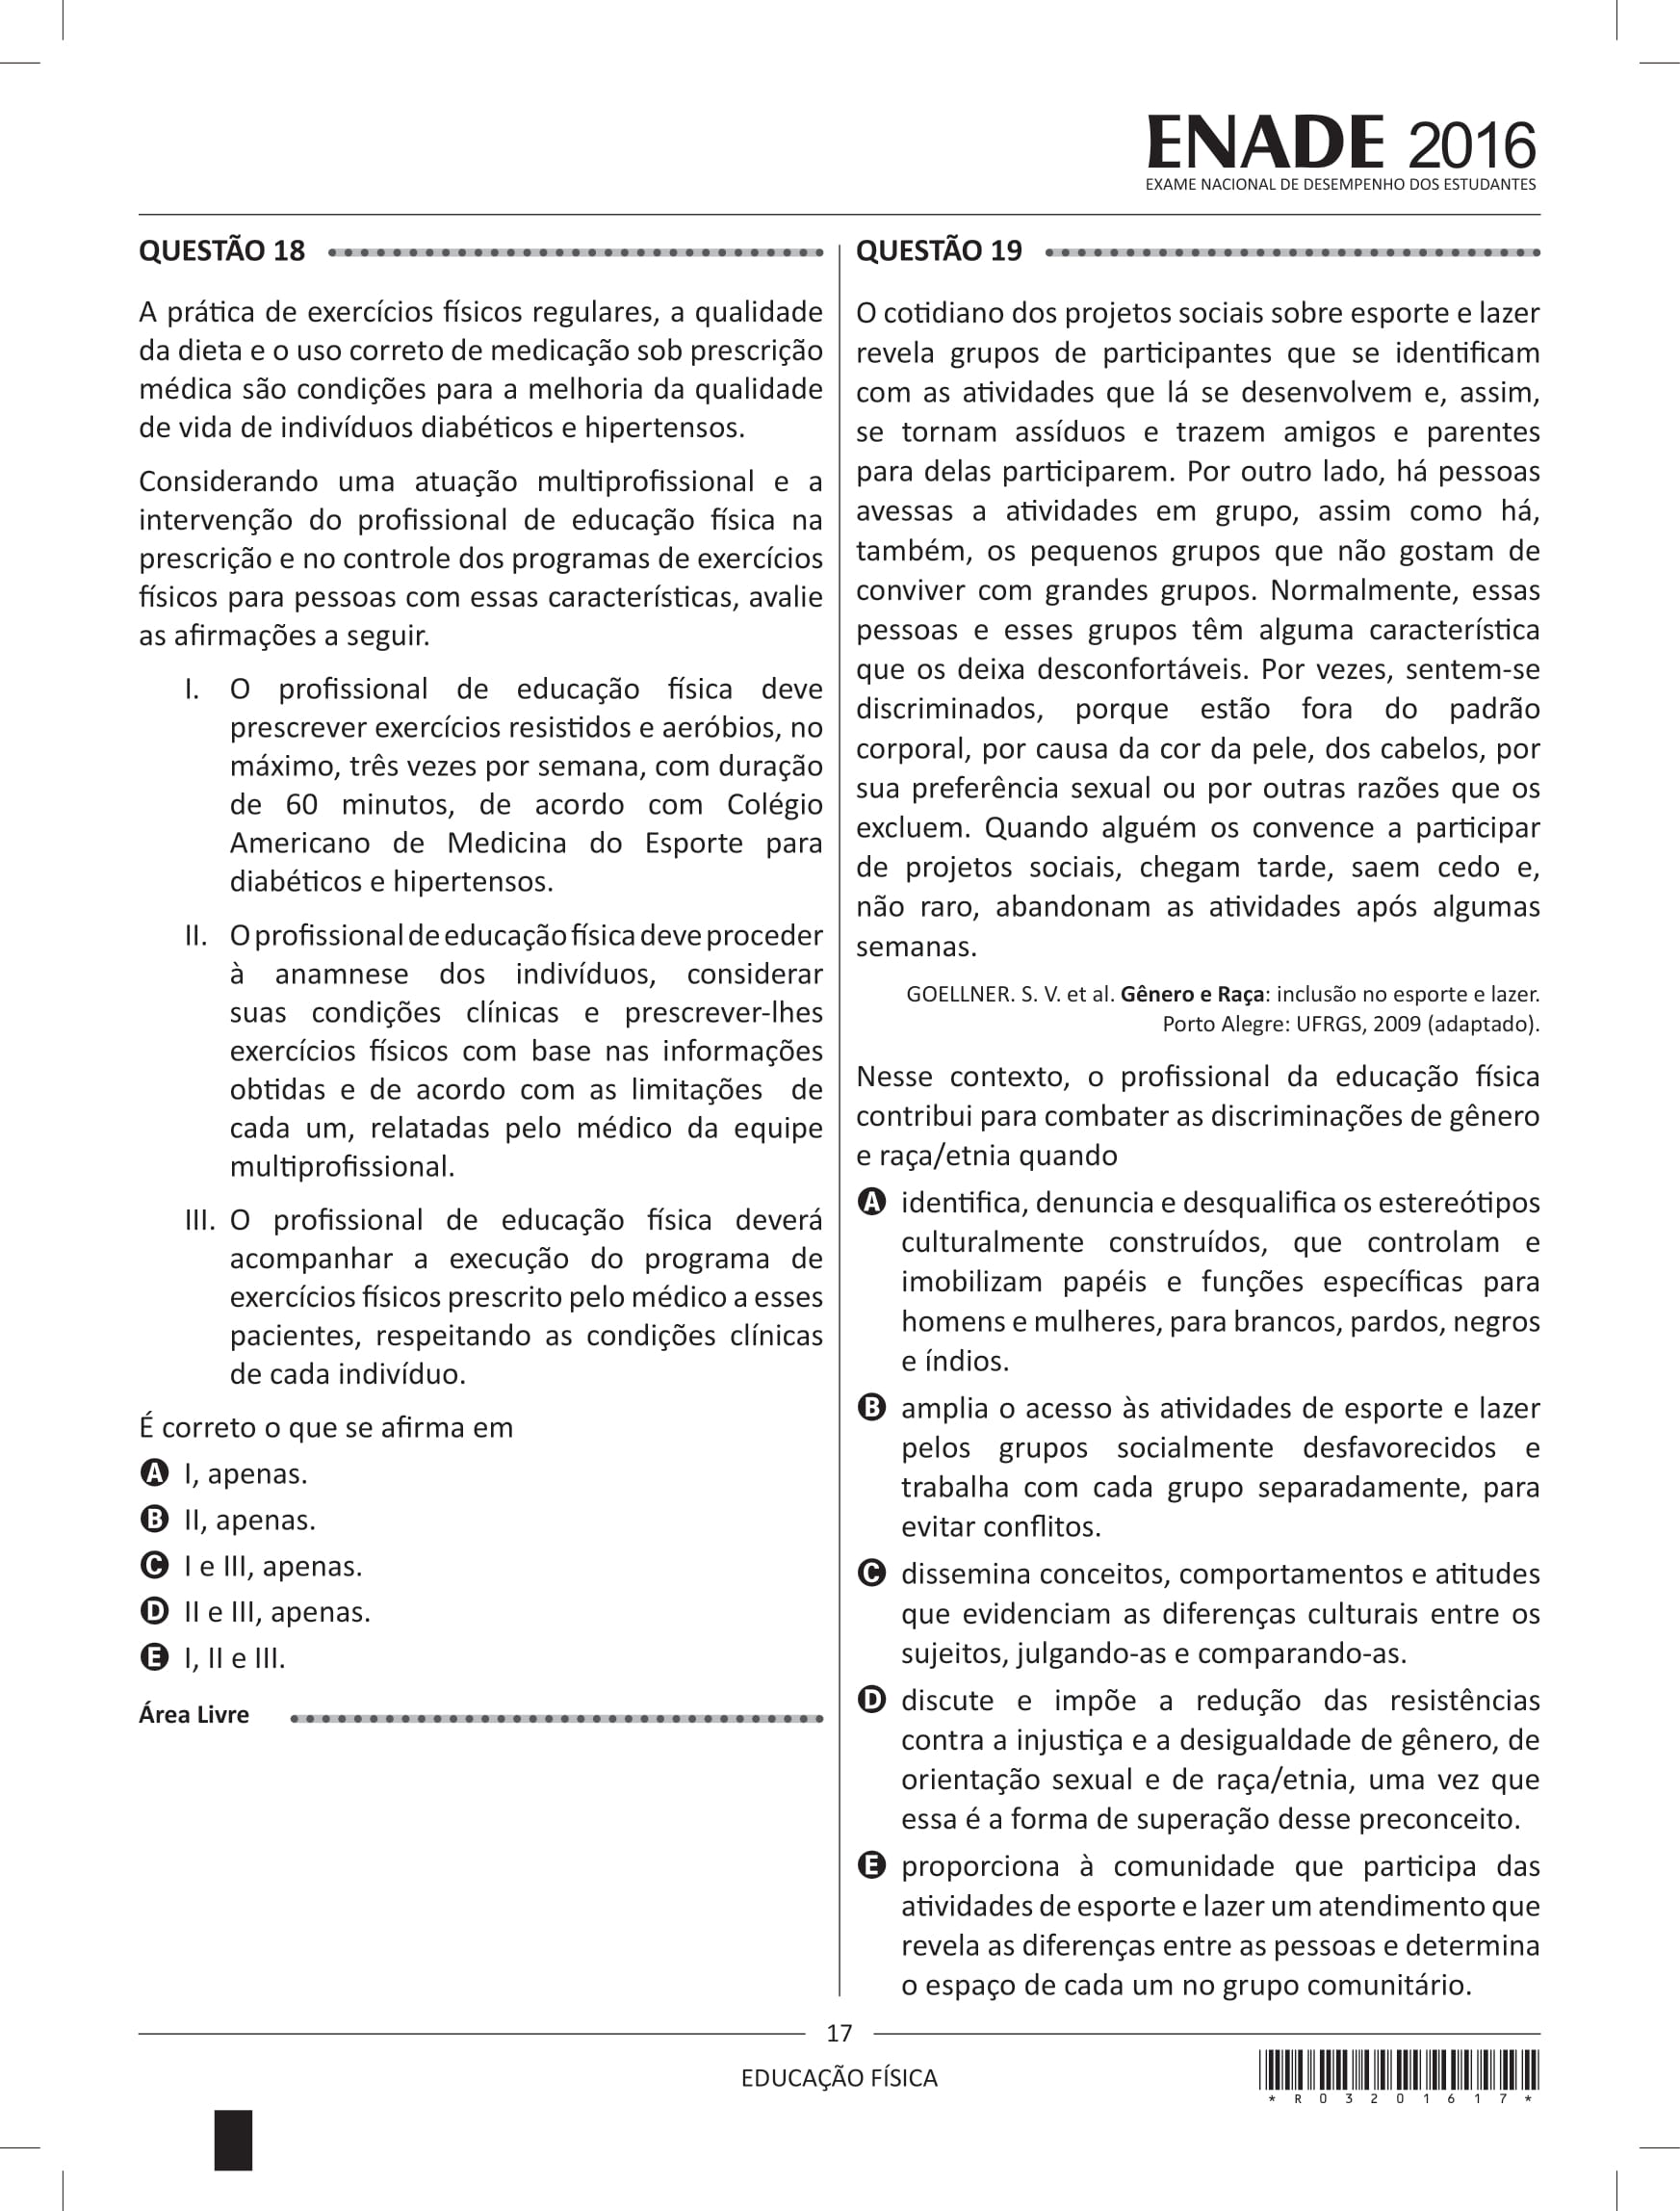 ENADE 2016
EXAME NACIONAL DE DESEMPENHO DOS ESTUDANTES
QUESTÃO 18
A prática de exercícios físicos regulares, a qualidade
da dieta e o uso correto de medicação sob prescrição
médica são condições para a melhoria da qualidade
de vida de indivíduos diabéticos e hipertensos.
Considerando uma atuação multiprofissional e a
intervenção do profissional de educação física na
prescrição e no controle dos programas de exercícios
físicos para pessoas com essas características, avalie
as afirmações a seguir.
I. O profissional de educação física deve
prescrever exercícios resistidos e aeróbios, no
máximo, três vezes por semana, com duração
de 60 minutos, de acordo com Colégio
Americano de Medicina do Esporte para
diabéticos e hipertensos.
II. O profissional de educação física deve proceder
à anamnese dos indivíduos, considerar
suas condições clínicas e prescrever-lhes
exercícios físicos com base nas informações
obtidas e de acordo com as limitações de
cada um, relatadas pelo médico da equipe
multiprofissional.
III. O profissional de educação física deverá
acompanhar a execução do programa de
exercícios físicos prescrito pelo médico a esses
pacientes, respeitando as condições clínicas
de cada indivíduo.
É correto o que se afirma em
A I, apenas.
B II, apenas.
C I e III, apenas.
D II e III, apenas.
E I, II e III.
Área Livre
QUESTÃO 19
O cotidiano dos projetos sociais sobre esporte e lazer
revela grupos de participantes que se identificam
com as atividades que lá se desenvolvem e, assim,
se tornam assíduos e trazem amigos e parentes
para delas participarem. Por outro lado, há pessoas
avessas a atividades em grupo, assim como há,
também, os pequenos grupos que não gostam de
conviver com grandes grupos. Normalmente, essas
pessoas e esses grupos têm alguma característica
que os deixa desconfortáveis. Por vezes, sentem-se
discriminados, porque estão fora do padrão
corporal, por causa da cor da pele, dos cabelos, por
sua preferência sexual ou por outras razões que os
excluem. Quando alguém os convence a participar
de projetos sociais, chegam tarde, saem cedo e,
não raro, abandonam as atividades após algumas
semanas.
GOELLNER. S. V. et al. Gênero e Raça: inclusão no esporte e lazer.
Porto Alegre: UFRGS, 2009 (adaptado).
Nesse contexto, o profissional da educação física
contribui para combater as discriminações de gênero
e raça/etnia quando
A identifica, denuncia e desqualifica os estereótipos
culturalmente construídos, que controlam e
imobilizam papéis e funções específicas para
homens e mulheres, para brancos, pardos, negros
e índios.
B amplia o acesso às atividades de esporte e lazer
pelos grupos socialmente desfavorecidos e
trabalha com cada grupo separadamente, para
evitar conflitos.
C dissemina conceitos, comportamentos e atitudes
que evidenciam as diferenças culturais entre os
sujeitos, julgando-as e comparando-as.
D discute e impõe a redução das resistências
contra a injustiça e a desigualdade de gênero, de
orientação sexual e de raça/etnia, uma vez que
essa é a forma de superação desse preconceito.
E proporciona à comunidade que participa das
atividades de esporte e lazer um atendimento que
revela as diferenças entre as pessoas e determina
o espaço de cada um no grupo comunitário.
17
EDUCAÇÃO FÍSICA
* R 0 3 2 0 1 6 1 7 *